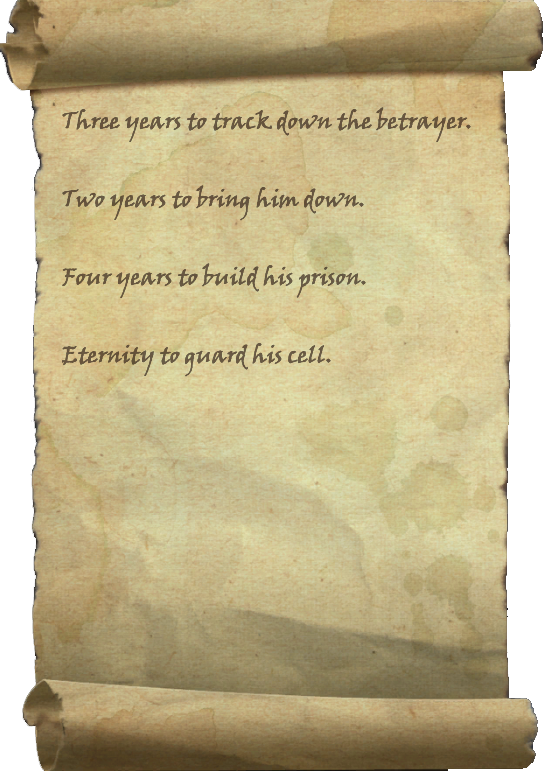 Three years to track down the betrayer.
Two years to bring him down.
Four years to build his prison.
Eternity to guard his cell.